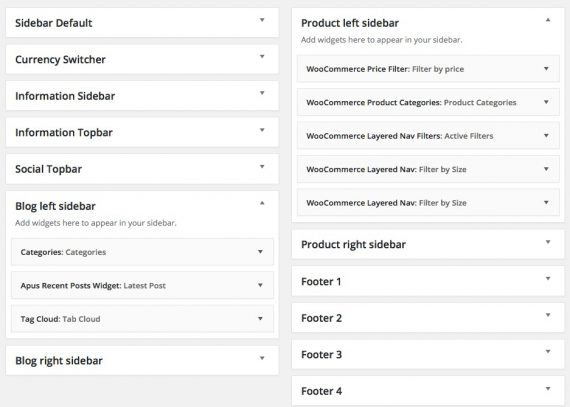 Sidebar Default
Currency Switcher
Information Sidebar
Information Topbar
Social Topbar
Blog left sidebar
Add widgets here to appear in your sidebar.
Categories: Categories
Apus Recent Posts Widget: Latest Post
Tag Cloud: Tab Cloud
Blog right sidebar
Product left sidebar
Add widgets here to appear in your sidebar.
WooCommerce Price Filter: Filter by price
WooCommerce Product Categories: Product Categories
WooCommerce Layered Nav Filters: Active Filters
WooCommerce Layered Nav: Filter by Size
WooCommerce Layered Nav: Filter by Size
Product right sidebar
Footer 1
Footer 2
Footer 3
Footer 4